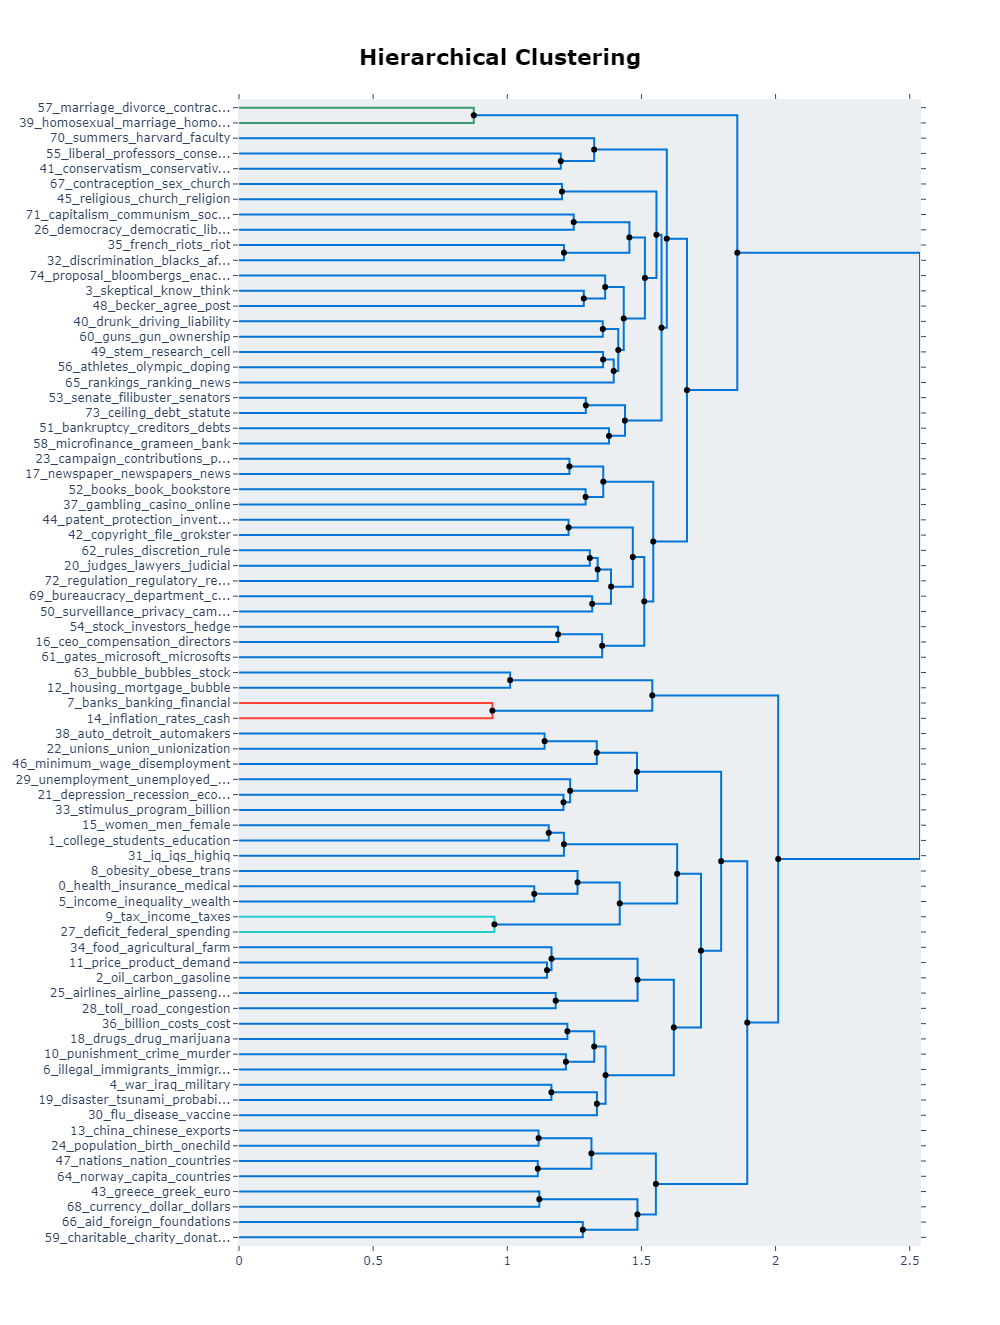 Hierarchical Clustering
57_marriage_divorce_contrac...
39_homosexual_marriage_homo...
70_summers_harvard_faculty
55_liberal_professors_conse...
41_conservatism_conservativ...
67_contraception_sex_church
45_religious_church_religion
71_capitalism_communism_soc...
26_democracy_democratic_lib...
35_french_riots_riot
32_discrimination_blacks_af...
74_proposal_bloombergs_enac...
3_skeptical_know_think
48_becker_agree_post
40_drunk_driving_liability
60_guns_gun_ownership
49_stem_research_cell
56_athletes_olympic_doping
65_rankings_ranking_news
53_senate_filibuster_senators
73_ceiling_debt_statute
51_bankruptcy_creditors_debts
58_microfinance_grameen_bank
23_campaign_contributions_p...
17_newspaper_newspapers_news
52_books_book_bookstore
37_gambling_casino_online
44_patent_protection_invent...
42_copyright_file_grokster
62_rules_discretion_rule
20_judges_lawyers_judicial
72_regulation_regulatory_re...
69_bureaucracy_department_c...
50_surveillance_privacy_cam...
54_stock_investors_hedge
16_ceo_compensation_directors
61_gates_microsoft_microsofts
63_bubble_bubbles_stock
12_housing_mortgage_bubble
7_banks_banking_financial
14_inflation_rates_cash
38_auto_detroit_automakers
22_unions_union_unionization
46_minimum_wage_disemployment
29_unemployment_unemployed_...
21_depression_recession_eco...
33_stimulus_program_billion
15_women_men_female
1_college_students_education
31_iq_iqs_highiq
8_obesity_obese_trans
0_health_insurance_medical
5_income_inequality_wealth
9_tax_income_taxes
27_deficit_federal_spending
34_food_agricultural_farm
11_price_product_demand
2_oil_carbon_gasoline
25_airlines_airline_passeng...
28_toll_road_congestion
36_billion_costs_cost
18_drugs_drug_marijuana
10_punishment_crime_murder
6_illegal_immigrants_immigr...
4_war_iraq_military
19_disaster_tsunami_probabi...
30_flu_disease_vaccine
13_china_chinese_exports
24_population_birth_onechild
47_nations_nation_countries
64_norway_capita_countries
43_greece_greek_euro
68_currency_dollar_dollars
66_aid_foreign_foundations
59_charitable_charity_donat...
0 0.5 1 1.5 2 2.5